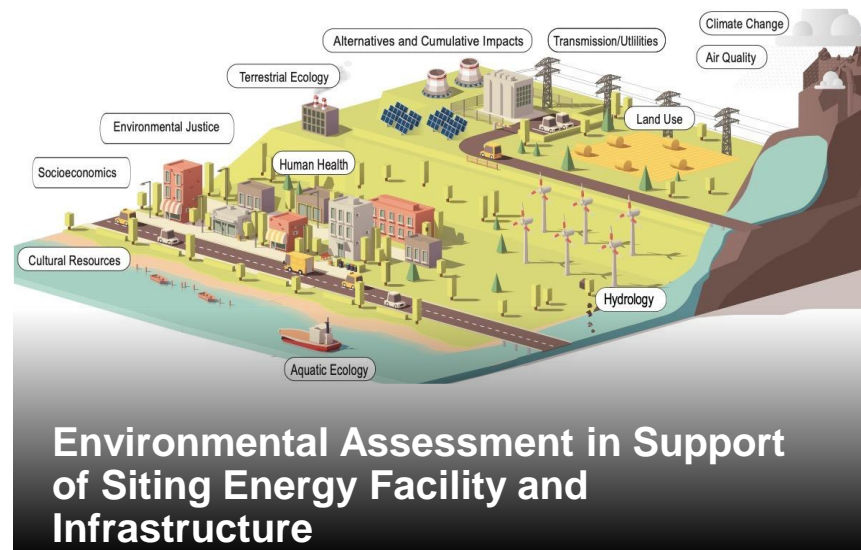 Climate Change
Alternatives and Cumulative Impacts
Transmission/Utlilities
Air Quality
Terrestrial Ecology
Land Use
Environmental Justice
Human Health
Socioeconomics
Cultural Resources
Hydrology
Aquatic Ecology
Environmental Assessment in Support
of Siting Energy Facility and
Infrastructure